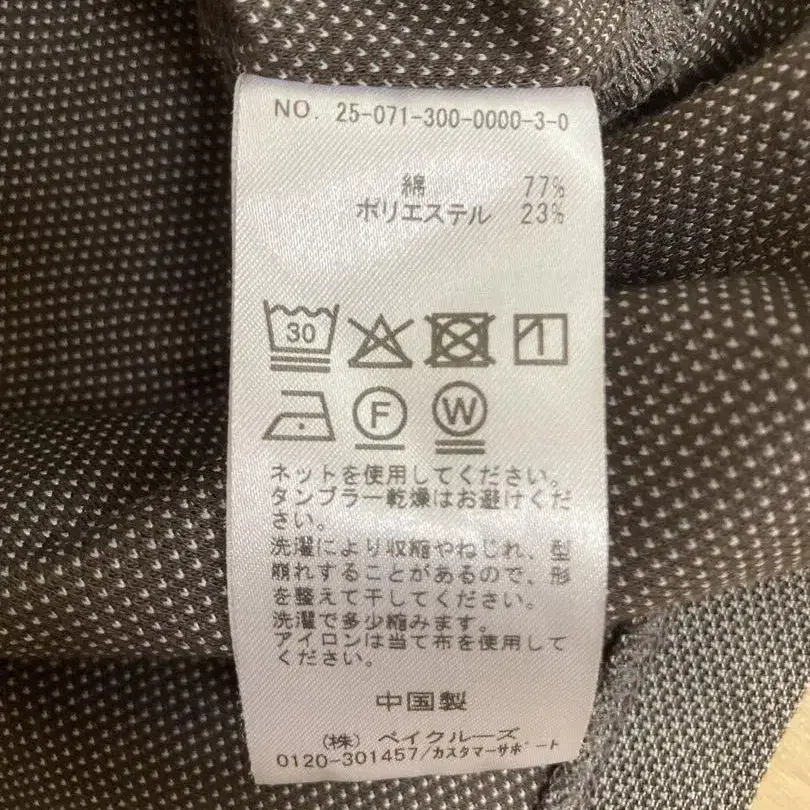 NO. 25-071-300-0000-3-0
綿 77%
ポリエステル 23%
30
F W
ネットを使用してください。
タンブラー乾燥はお避けくだ
さい。
洗濯により収縮やねじれ、型
崩れすることがあるので、形
を整えて干してください。
洗濯で多少縮みます。
アイロンは当て布を使用して
ください。
中国製
(株) ベイクルーズ
0120-301457/カスタマーサポート